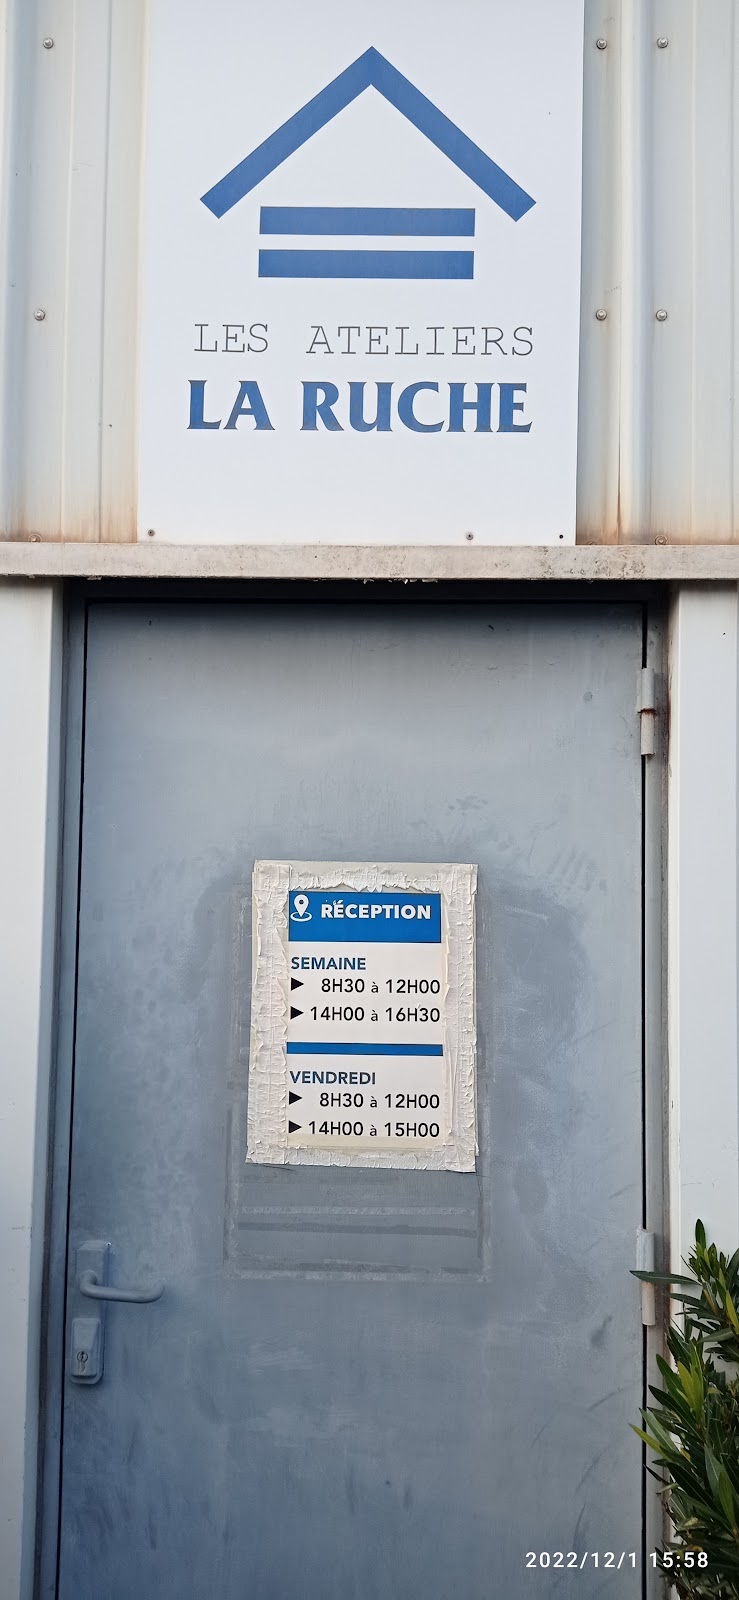 LES ATELIERS
LA RUCHE
RÉCEPTION
SEMAINE
▶ 8H30 à 12H00
▶ 14H00 à 16H30
VENDREDI
▶ 8H30 à 12H00
▶ 14H00 à 15H00
2022/12/1 15:58